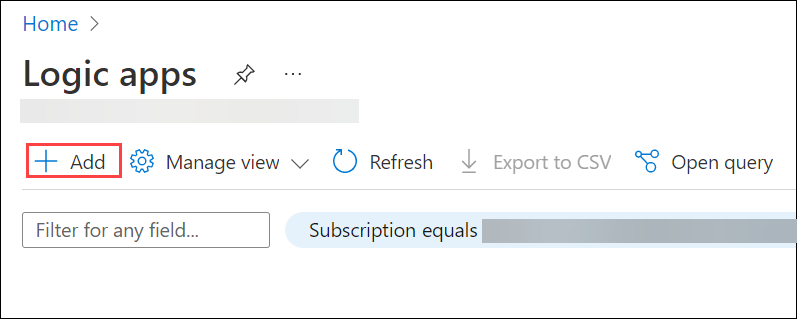 Home >
Logic apps ...
+ Add Manage view Refresh Export to CSV Open query
Filter for any field... Subscription equals